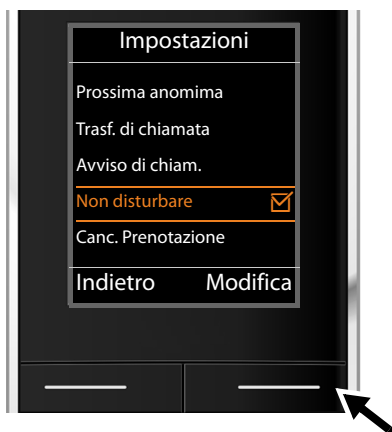 Impostazioni
Prossima anomima
Trasf. di chiamata
Avviso di chiam.
Non disturbare
Canc. Prenotazione
Indietro Modifica